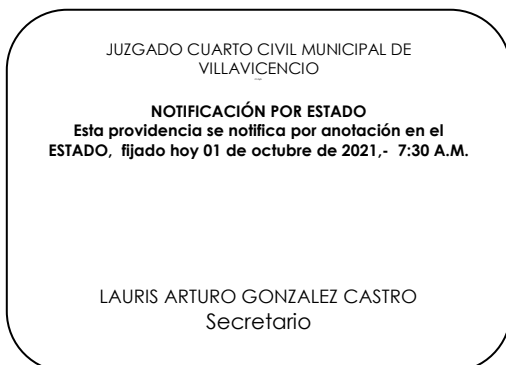 JUZGADO CUARTO CIVIL MUNICIPAL DE
VILLAVICENCIO
NOTIFICACIÓN POR ESTADO
Esta providencia se notifica por anotación en el
ESTADO, fijado hoy 01 de octubre de 2021,- 7:30 A.M.
LAURIS ARTURO GONZALEZ CASTRO
Secretario